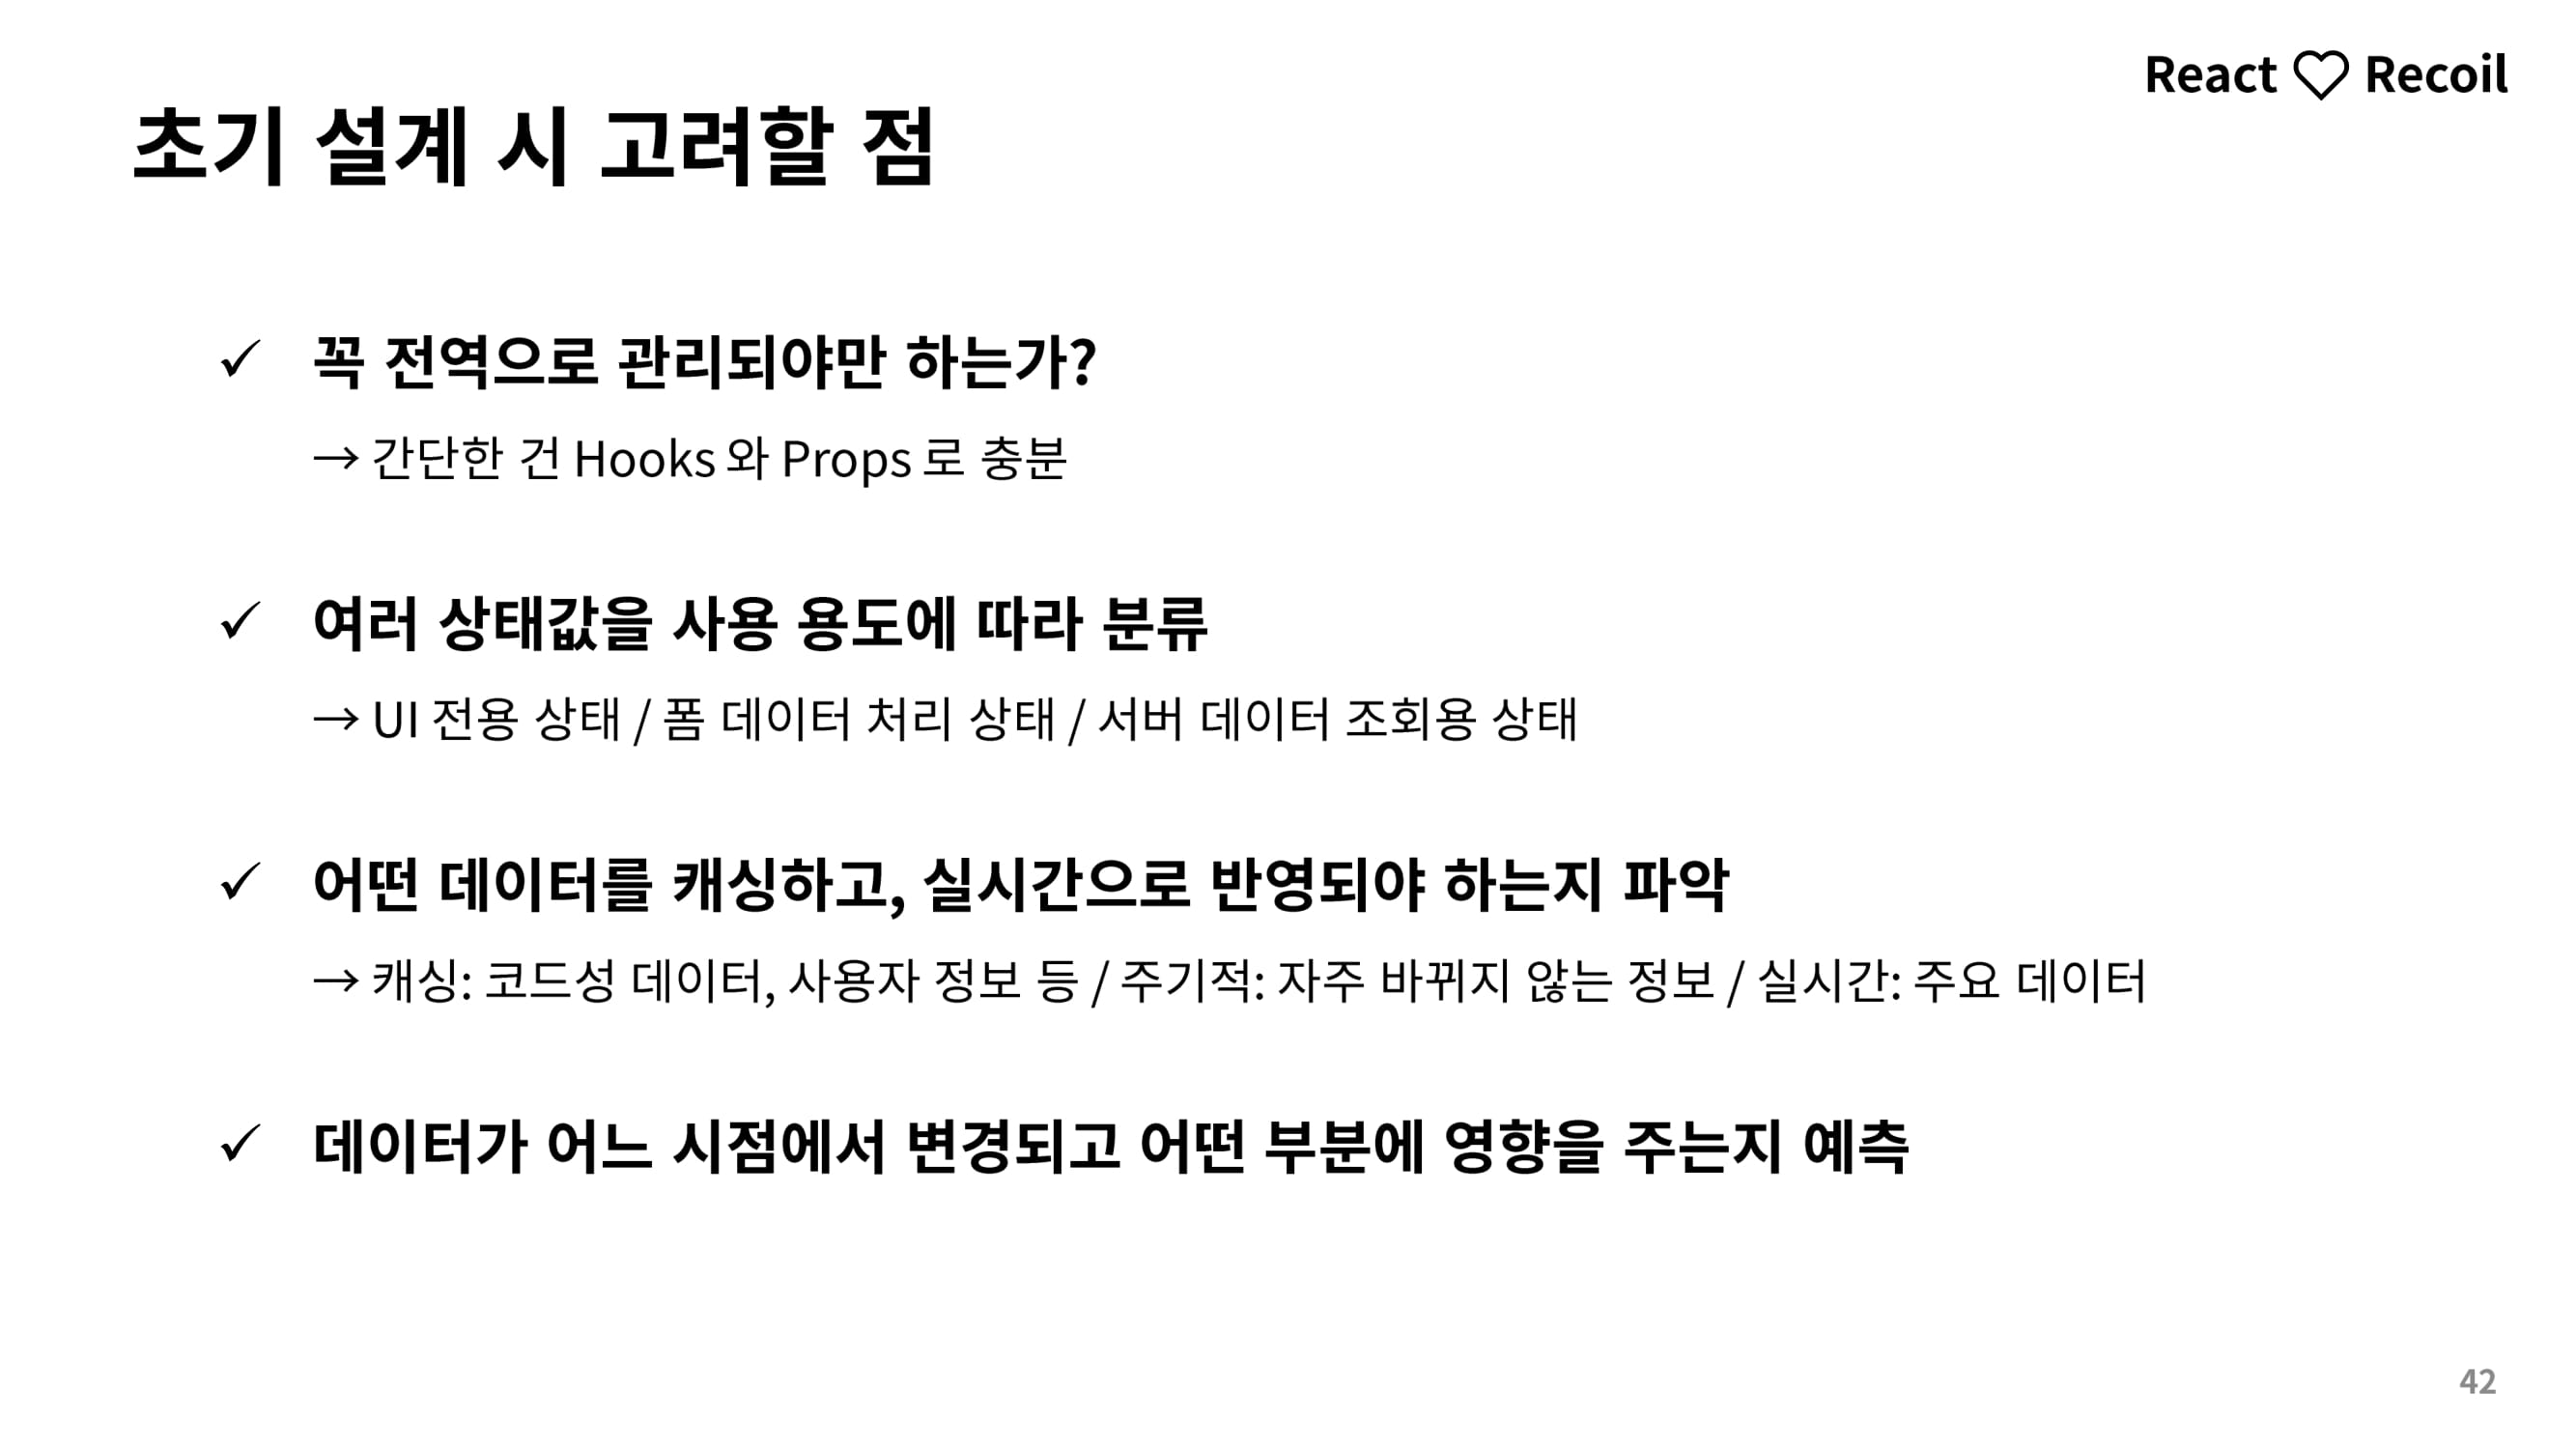 React ♡ Recoil
초기 설계 시 고려할 점
✓ 꼭 전역으로 관리되야만 하는가?
→ 간단한 건 Hooks 와 Props 로 충분
✓ 여러 상태값을 사용 용도에 따라 분류
→ UI 전용 상태 / 폼 데이터 처리 상태 / 서버 데이터 조회용 상태
✓ 어떤 데이터를 캐싱하고, 실시간으로 반영되야 하는지 파악
→ 캐싱: 코드성 데이터, 사용자 정보 등 / 주기적: 자주 바뀌지 않는 정보 / 실시간: 주요 데이터
✓ 데이터가 어느 시점에서 변경되고 어떤 부분에 영향을 주는지 예측
42